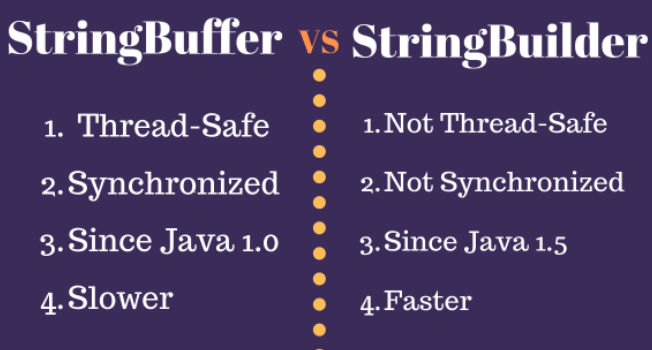 StringBuffer vs StringBuilder
1. Thread-Safe
2. Synchronized
3. Since Java 1.0
4. Slower
1. Not Thread-Safe
2. Not Synchronized
3. Since Java 1.5
4. Faster